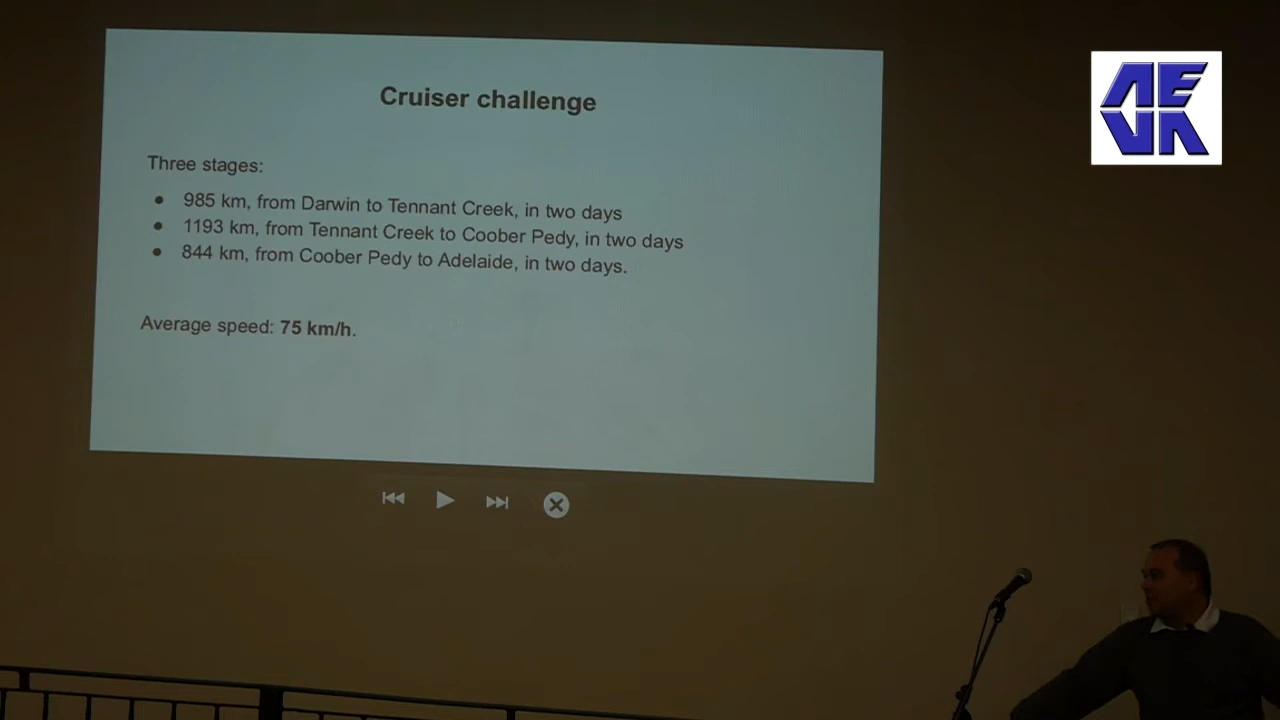 Cruiser challenge
AE
VA
Three stages:
985 km, from Darwin to Tennant Creek, in two days
1193 km, from Tennant Creek to Coober Pedy, in two days
844 km, from Coober Pedy to Adelaide, in two days.
Average speed: 75 km/h.